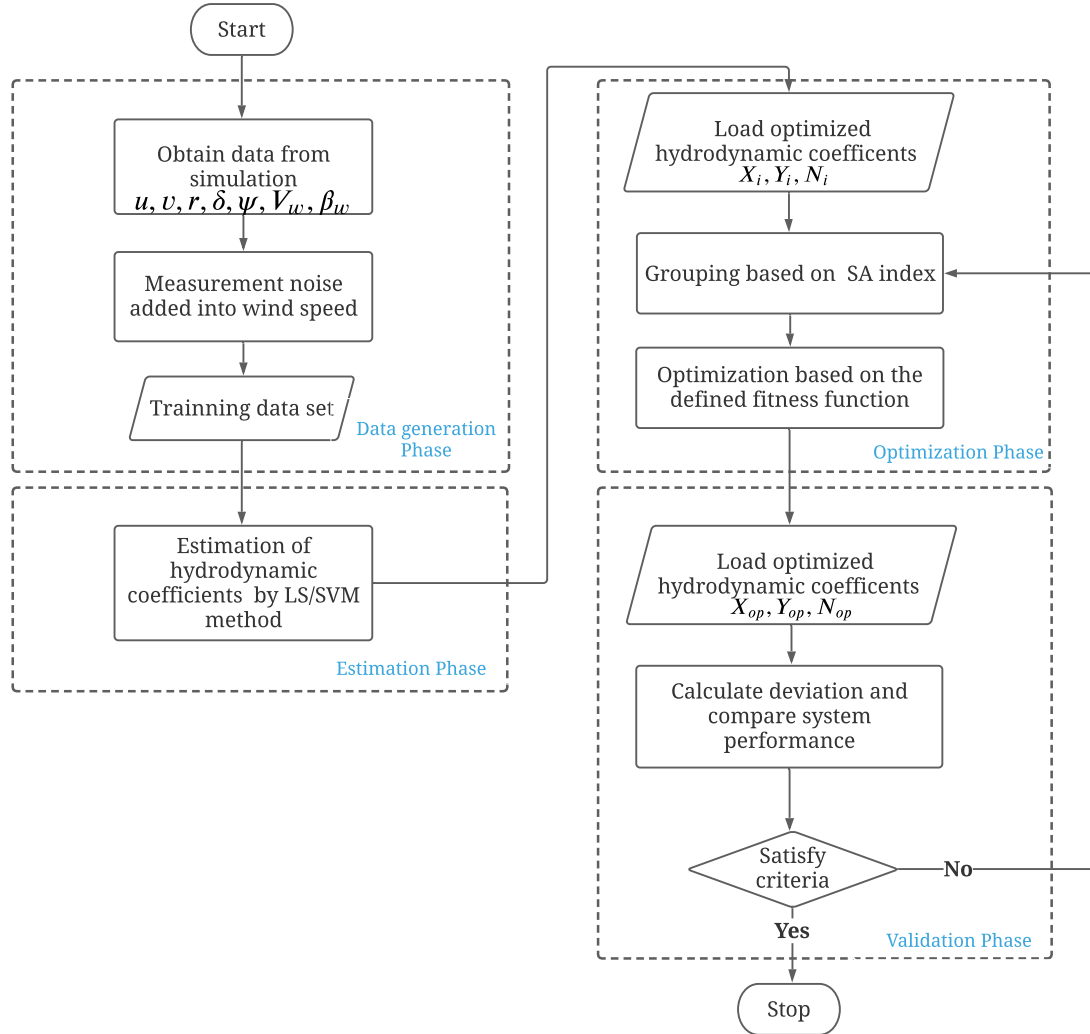 Start
Obtain data from
simulation
u, v, r, δ, ψ, V_w, β_w
Measurement noise
added into wind speed
Trainning data set
Data generation
Phase
Estimation of
hydrodynamic
coefficients by LS/SVM
method
Estimation Phase
Load optimized
hydrodynamic coefficents
X_i, Y_i, N_i
Grouping based on SA index
Optimization based on the
defined fitness function
Optimization Phase
Load optimized
hydrodynamic coefficents
X_op, Y_op, N_op
Calculate deviation and
compare system
performance
Satisfy
criteria
No
Yes
Validation Phase
Stop